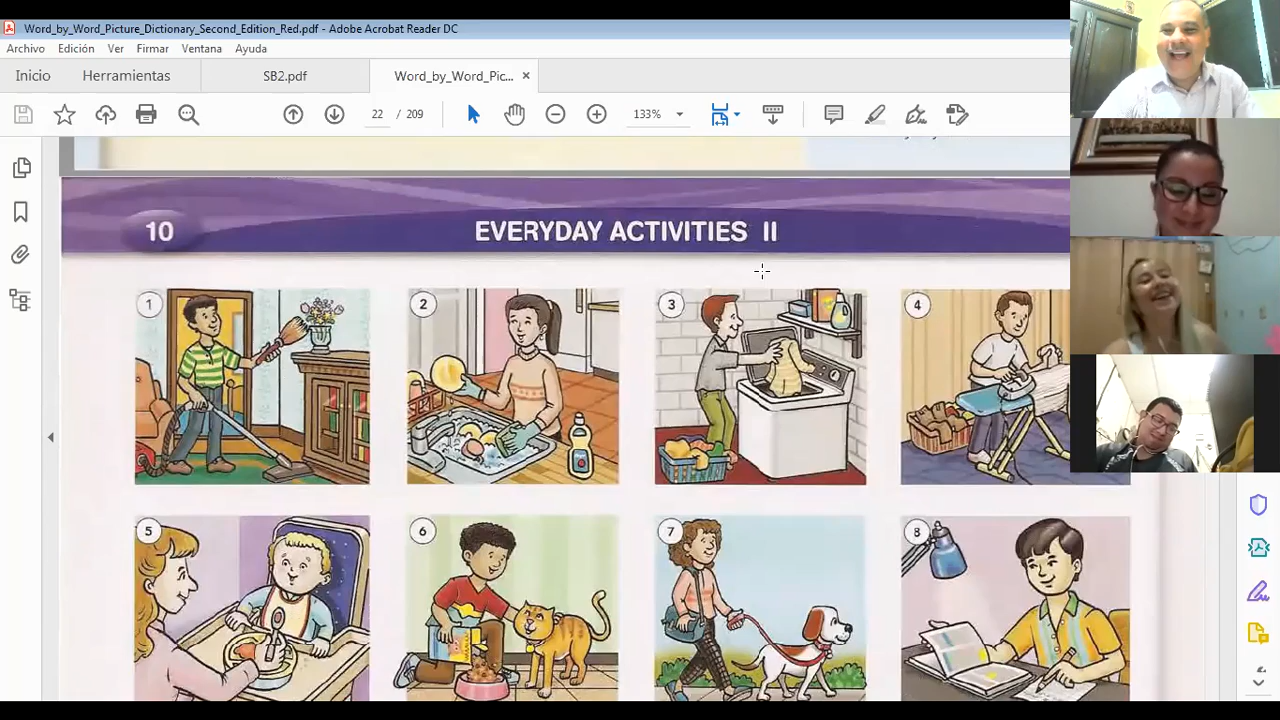 Word_by_Word_Picture_Dictionary_Second_Edition_Red.pdf - Adobe Acrobat Reader DC
Archivo Edición Ver Firmar Ventana Ayuda
Inicio Herramientas SB2.pdf Word_by_Word_Pic... ×
22 / 209 133%
10 EVERYDAY ACTIVITIES II
1 2 3 4
5 6 7 8